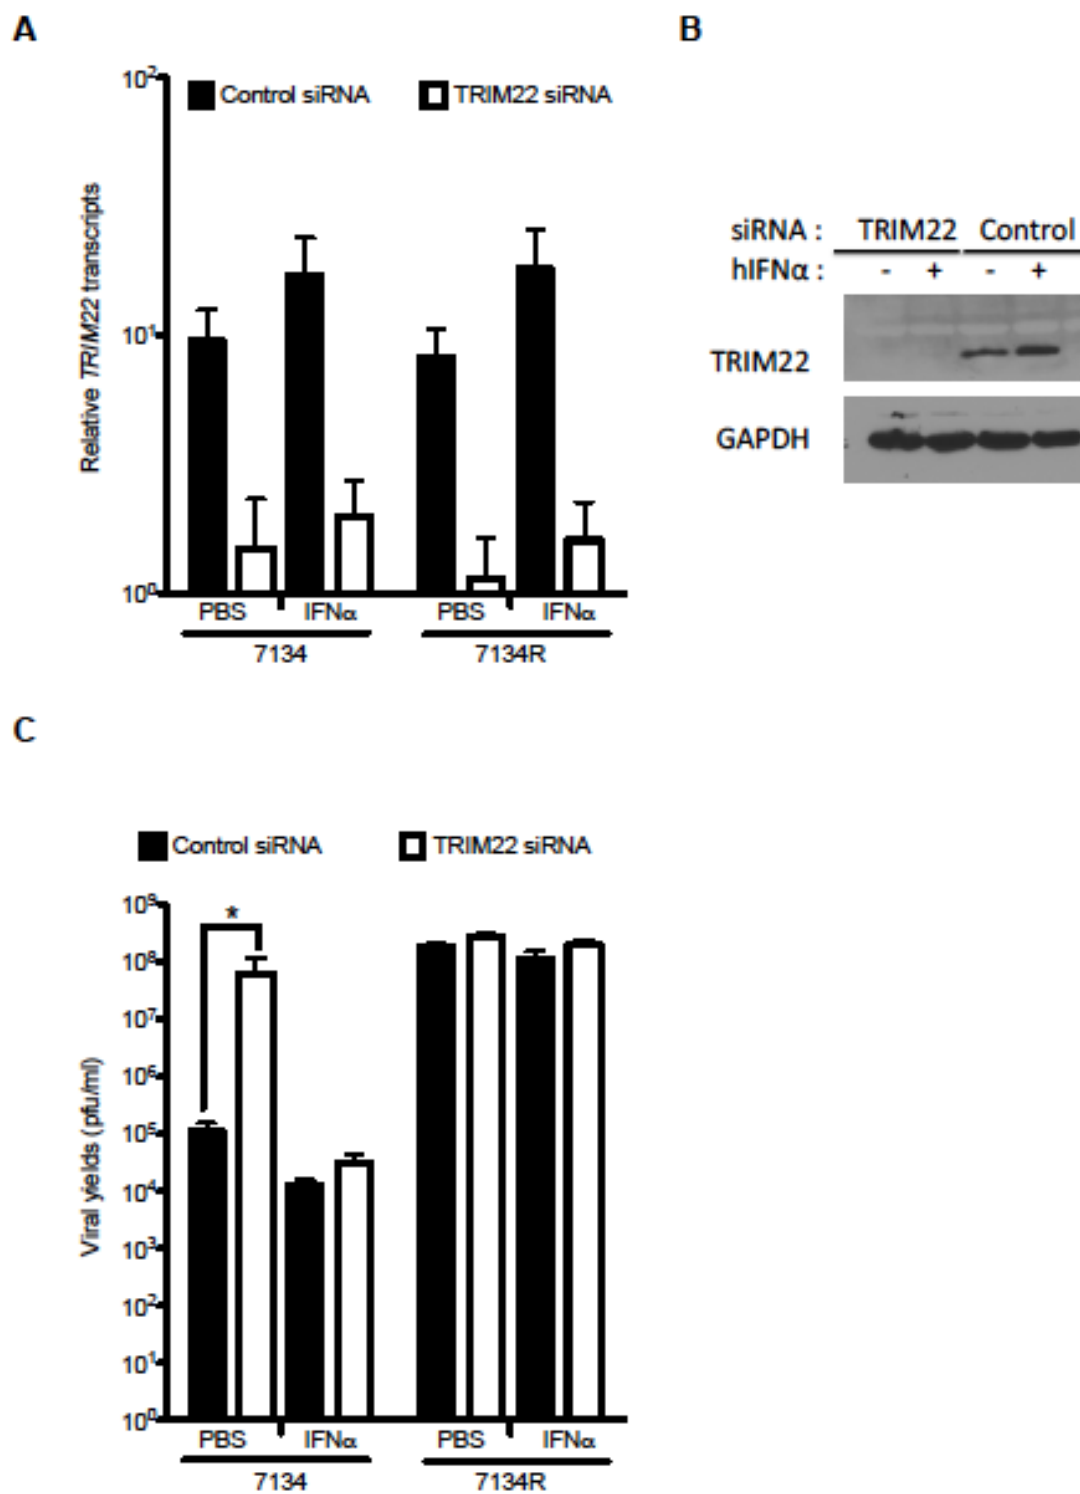 A
10²
Control siRNA
TRIM22 siRNA
Relative TRIM22 transcripts
10¹
10⁰
PBS
IFNα
PBS
IFNα
7134
7134R
B
siRNA : TRIM22 Control
hIFNα : - + - +
TRIM22
GAPDH
C
Control siRNA
TRIM22 siRNA
10⁹
*
10⁸
10⁷
10⁶
10⁵
10⁴
10³
10²
10¹
10⁰
Viral yields (pfu/ml)
PBS
IFNα
PBS
IFNα
7134
7134R